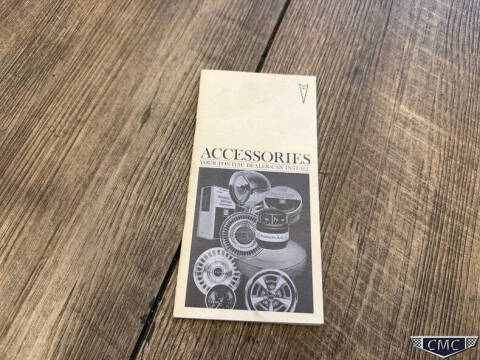 ACCESSORIES
YOUR PONTIAC DEALER CAN INSTALL
N
CMC